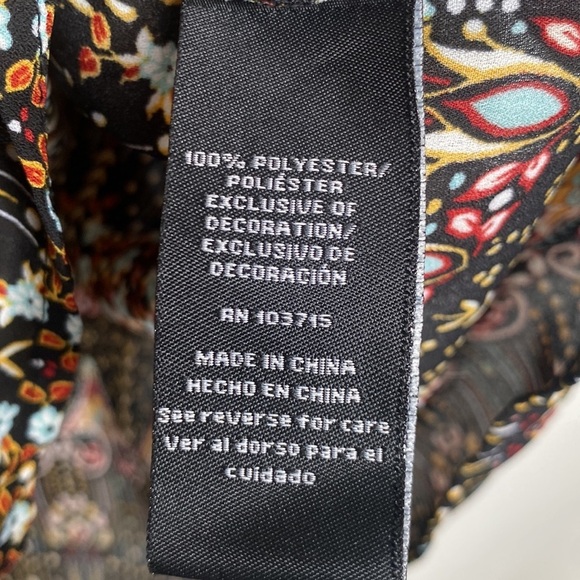 100% POLYESTER/
POLIÉSTER
EXCLUSIVE OF
DECORATION/
EXCLUSIVO DE
DECORACIÓN
RN 103715
MADE IN CHINA
HECHO EN CHINA
See reverse for care
Ver al dorso para el
cuidado